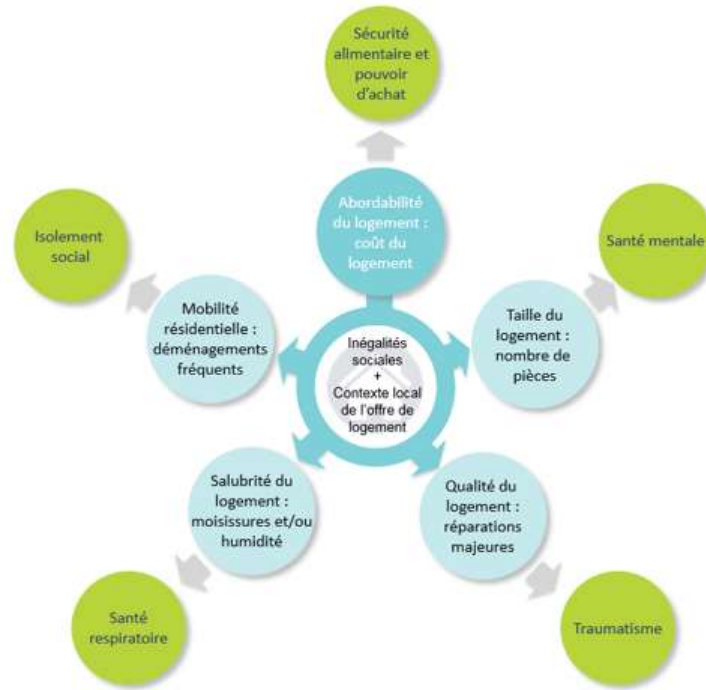 Sécurité
alimentaire et
pouvoir
d'achat
Abordabilité
du logement :
coût du
logement
Isolement
social
Santé mentale
Mobilité
résidentielle :
déménagements
fréquents
Taille du
logement :
nombre de
pièces
Inégalités
sociales
+
Contexte local
de l'offre de
logement
Salubrité du
logement :
moisissures et/ou
humidité
Qualité du
logement :
réparations
majeures
Santé
respiratoire
Traumatisme